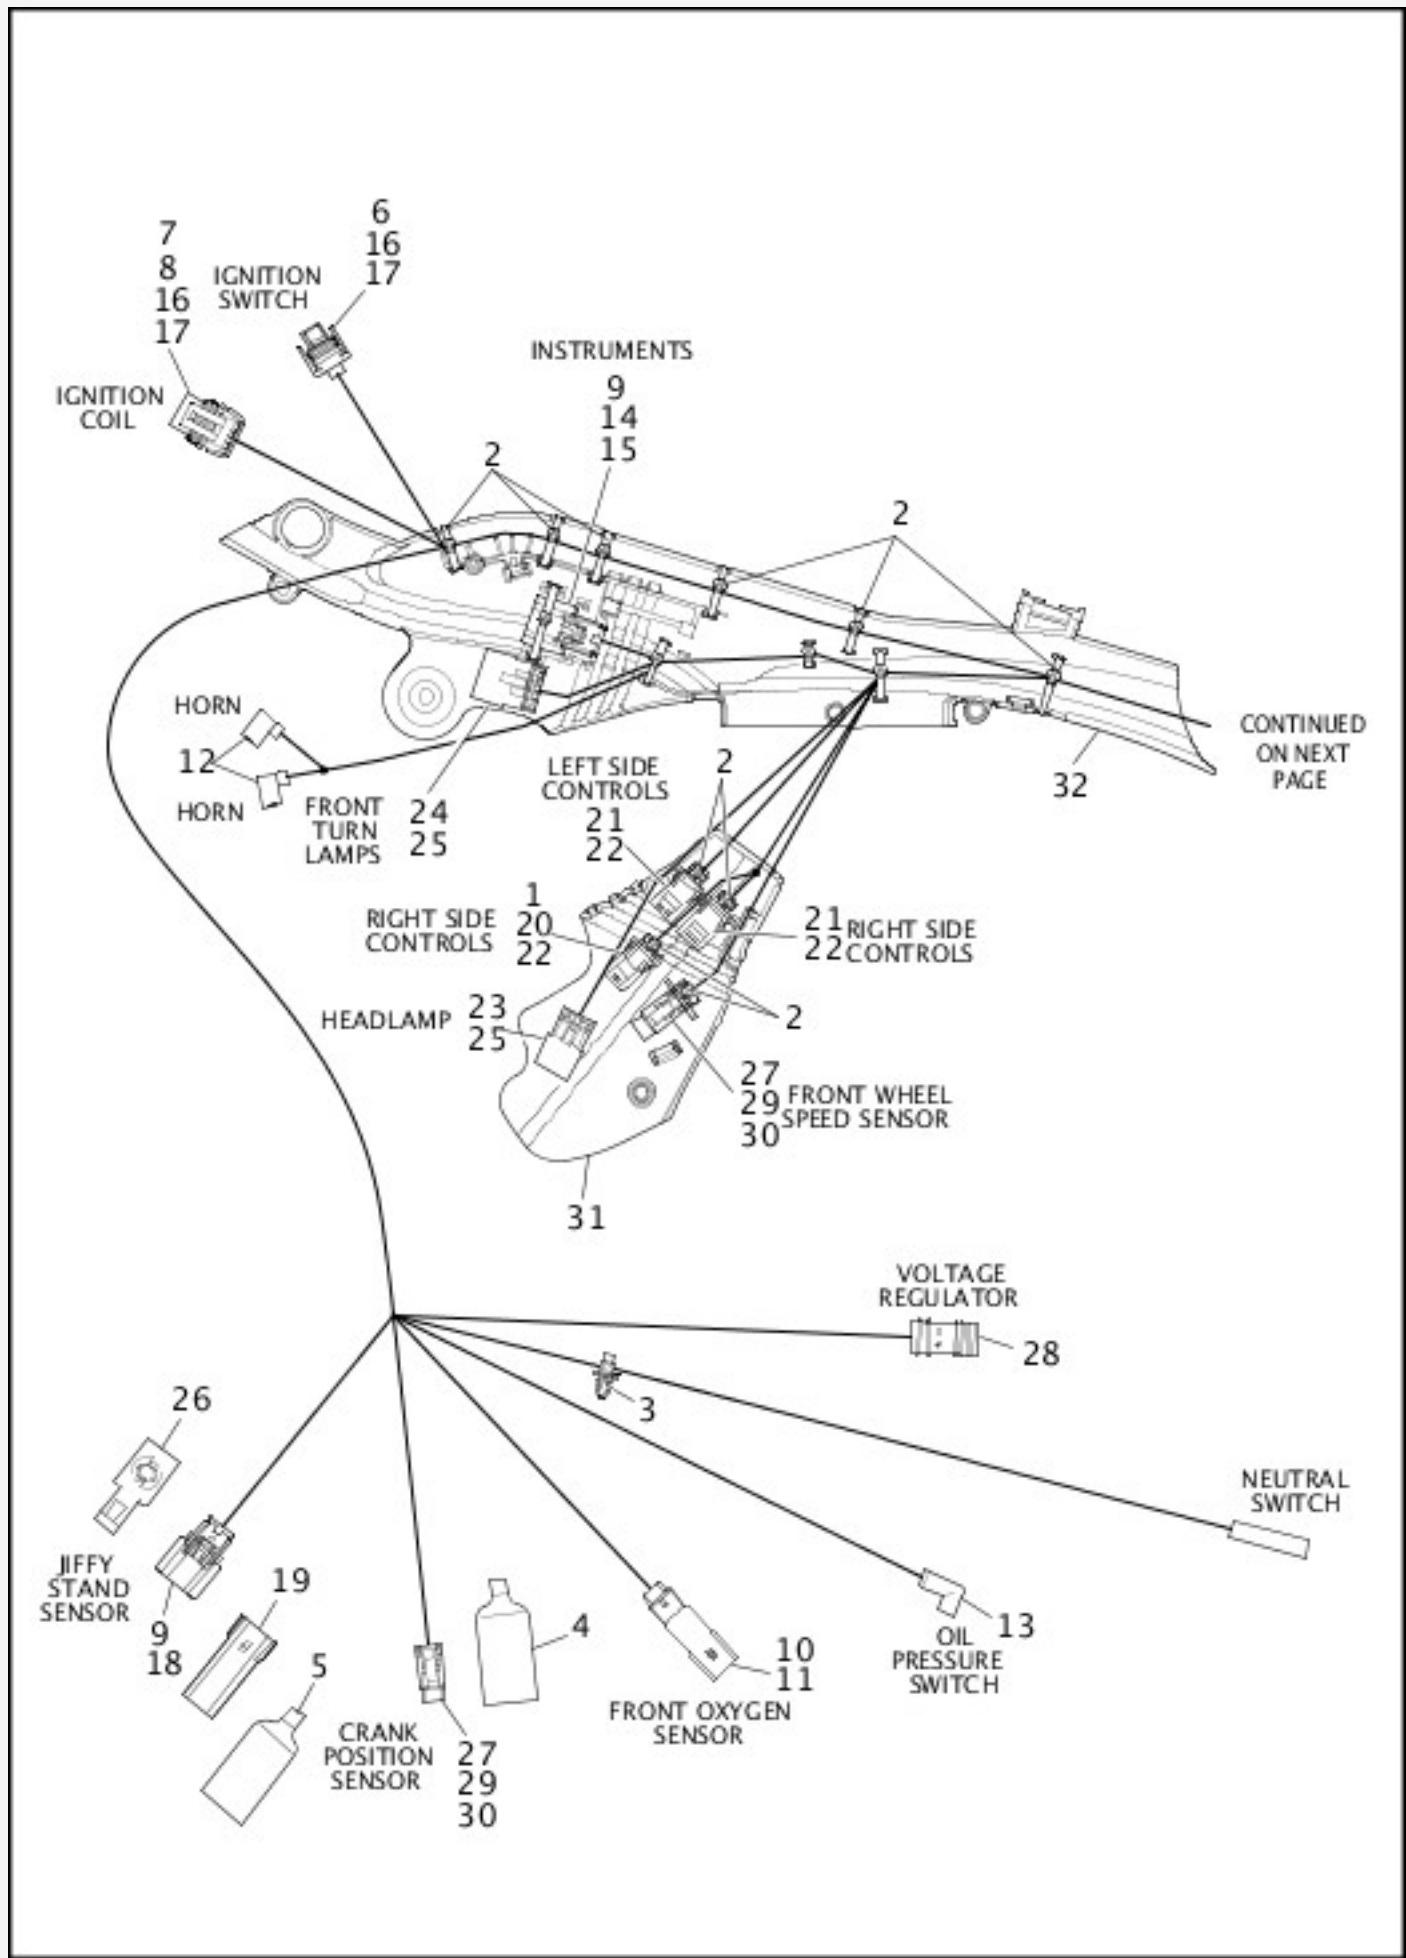 7
8
16
17
IGNITION
SWITCH
6
16
17
IGNITION
COIL
INSTRUMENTS
9
14
15
2
2
HORN
12
HORN
FRONT
TURN
LAMPS
24
25
LEFT SIDE
CONTROLS
21
22
2
32
CONTINUED
ON NEXT
PAGE
RIGHT SIDE
CONTROLS
1
20
22
21
22
RIGHT SIDE
CONTROLS
HEADLAMP
23
25
2
27
29
30
FRONT WHEEL
SPEED SENSOR
31
VOLTAGE
REGULATOR
28
3
26
NEUTRAL
SWITCH
JIFFY
STAND
SENSOR
9
18
19
5
4
CRANK
POSITION
SENSOR
27
29
30
10
11
FRONT OXYGEN
SENSOR
13
OIL
PRESSURE
SWITCH